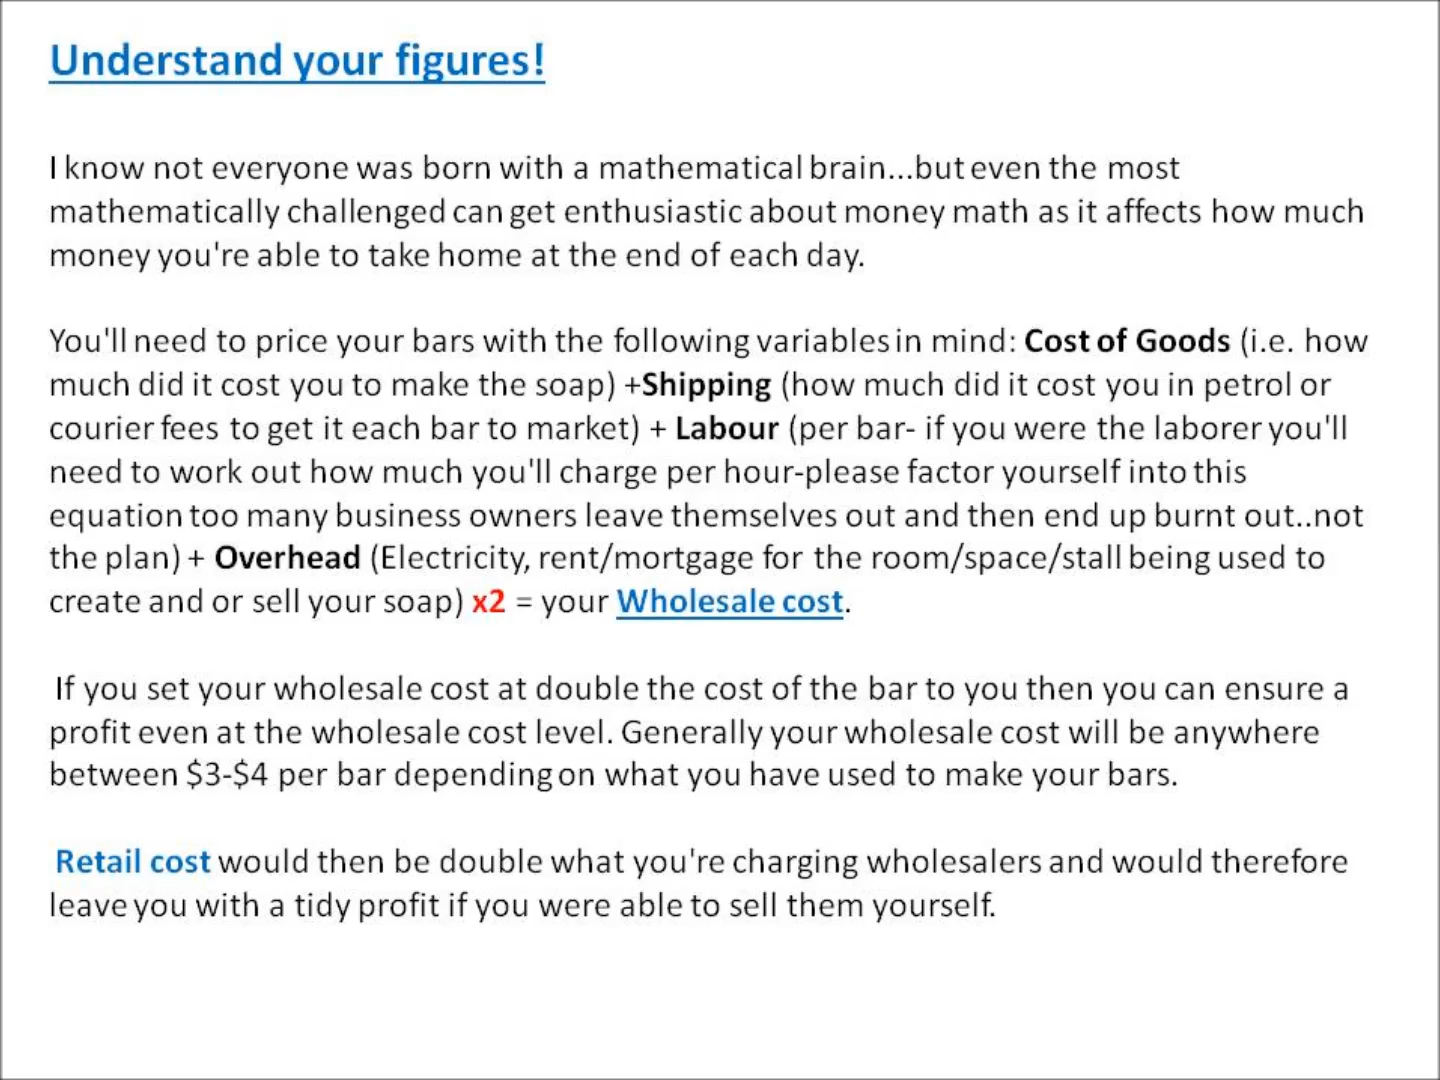 Understand your figures!
I know not everyone was born with a mathematical brain...but even the most
mathematically challenged can get enthusiastic about money math as it affects how much
money you're able to take home at the end of each day.
You'll need to price your bars with the following variables in mind: Cost of Goods (i.e. how
much did it cost you to make the soap) +Shipping (how much did it cost you in petrol or
courier fees to get it each bar to market) + Labour (per bar- if you were the laborer you'll
need to work out how much you'll charge per hour-please factor yourself into this
equation too many business owners leave themselves out and then end up burnt out..not
the plan) + Overhead (Electricity, rent/mortgage for the room/space/stall being used to
create and or sell your soap) x2 = your Wholesale cost.
If you set your wholesale cost at double the cost of the bar to you then you can ensure a
profit even at the wholesale cost level. Generally your wholesale cost will be anywhere
between $3-$4 per bar depending on what you have used to make your bars.
Retail cost would then be double what you're charging wholesalers and would therefore
leave you with a tidy profit if you were able to sell them yourself.